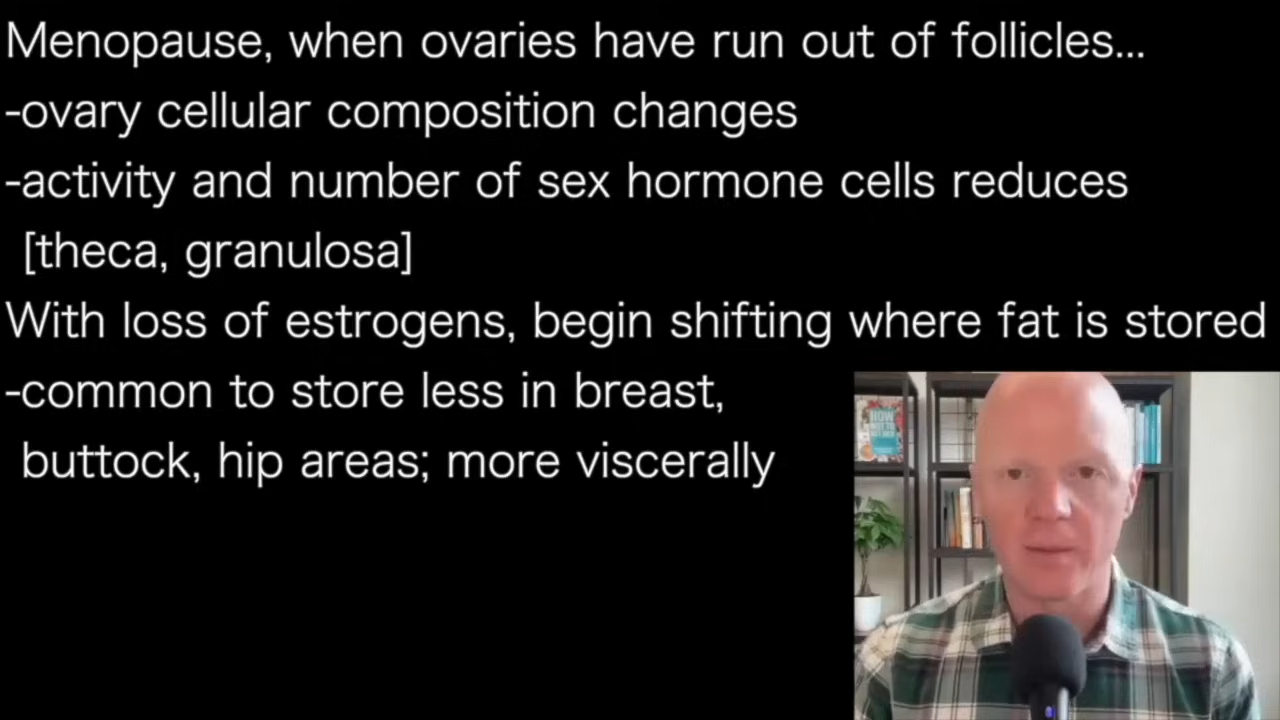 Menopause, when ovaries have run out of follicles...
-ovary cellular composition changes
-activity and number of sex hormone cells reduces
[theca, granulosa]
With loss of estrogens, begin shifting where fat is stored
-common to store less in breast,
buttock, hip areas; more viscerally